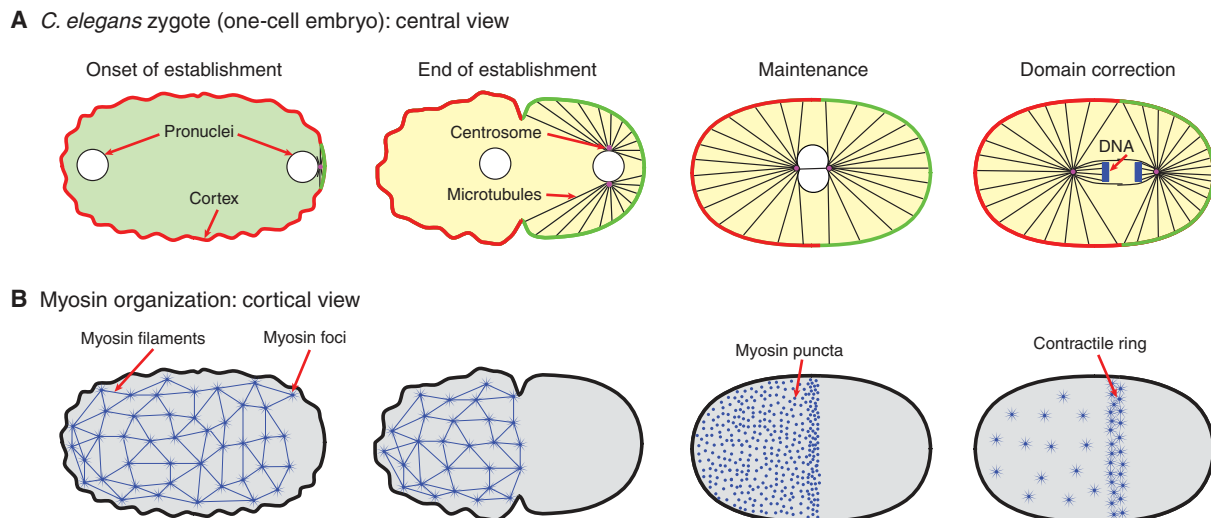 A C. elegans zygote (one-cell embryo): central view
Onset of establishment
End of establishment
Maintenance
Domain correction
Pronuclei
Cortex
Centrosome
Microtubules
DNA
B Myosin organization: cortical view
Myosin filaments
Myosin foci
Myosin puncta
Contractile ring